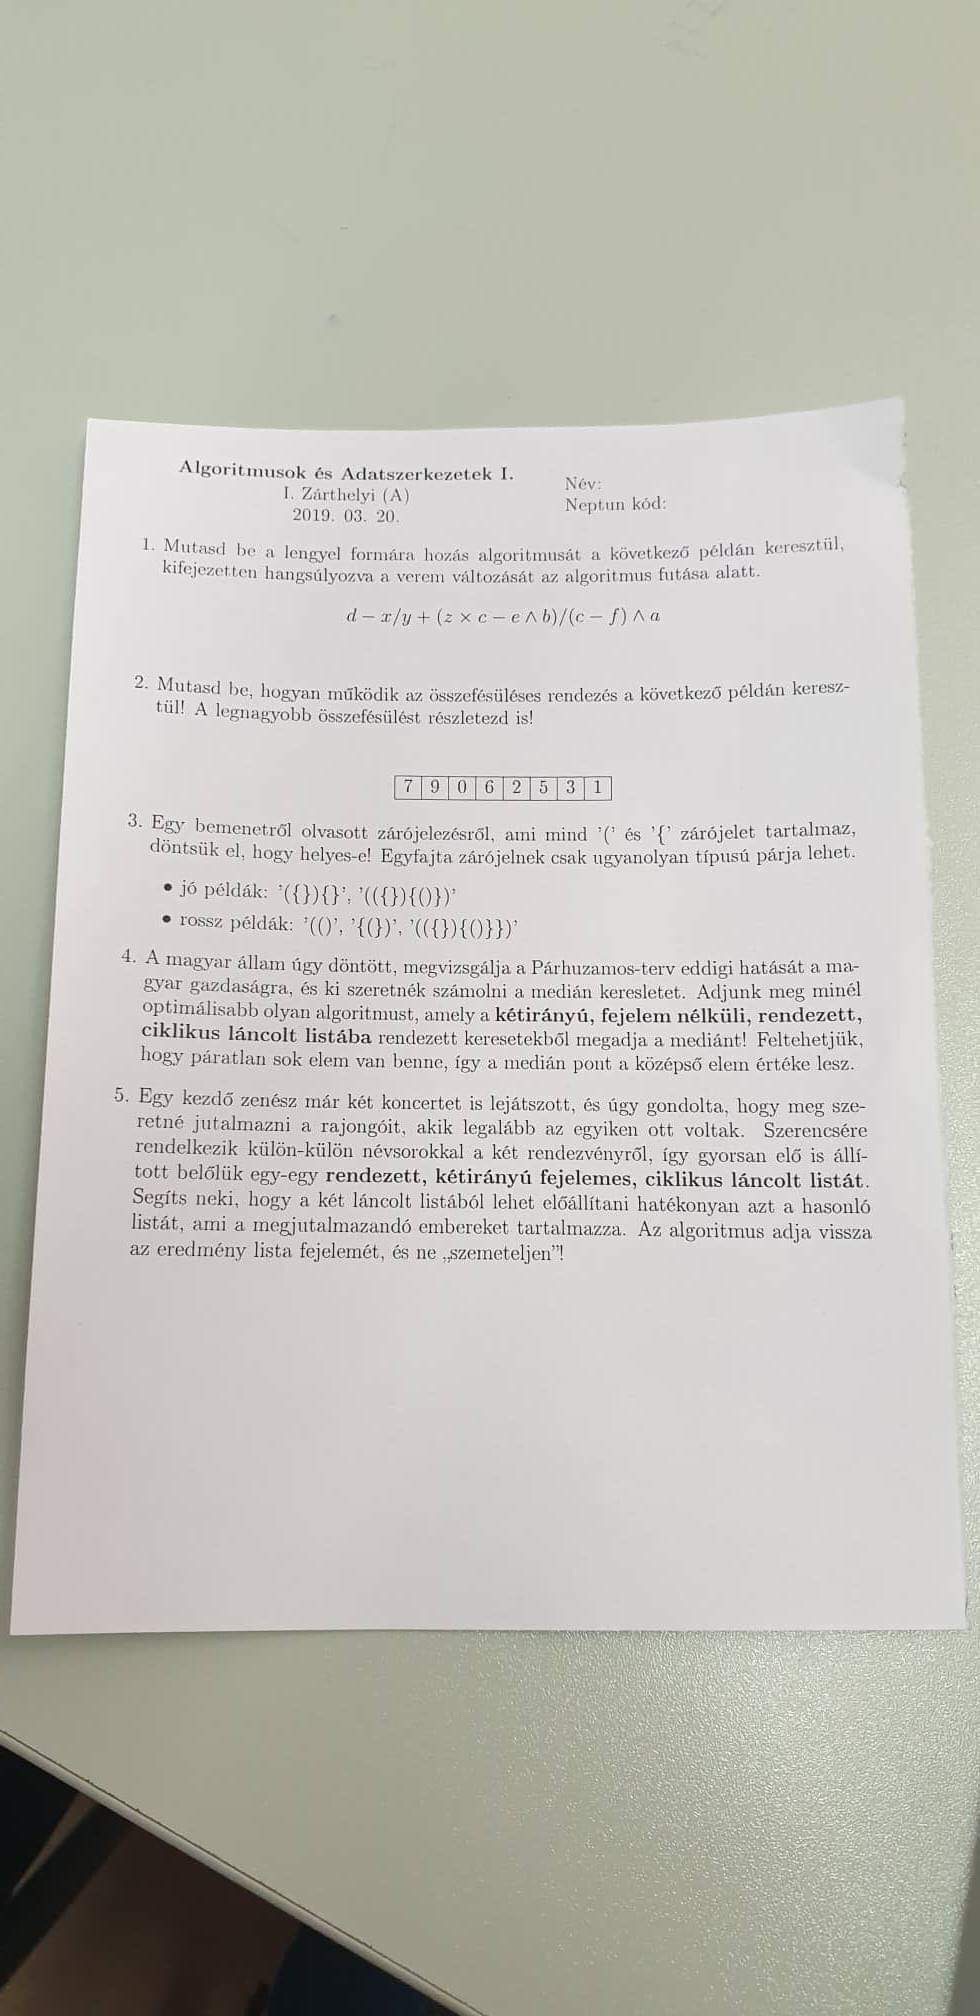 Algoritmusok és Adatszerkezetek I.
I. Zárthelyi (A)
2019. 03. 20.
Név:
Neptun kód:
1. Mutasd be a lengyel formára hozás algoritmusát a következő példán keresztül,
kifejezetten hangsúlyozva a verem változását az algoritmus futása alatt.
d − x/y + (z × c − e ∧ b)/(c − f) ∧ a
2. Mutasd be, hogyan működik az összefésüléses rendezés a következő példán keresz-
tül! A legnagyobb összefésülést részletezd is!
7 9 0 6 2 5 3 1
3. Egy bemenetről olvasott zárójelezésről, ami mind '(' és '{' zárójelet tartalmaz,
döntsük el, hogy helyes-e! Egyfajta zárójelnek csak ugyanolyan típusú párja lehet.
• jó példák: '({}){}', '(({}){()})'
• rossz példák: '(()', '{(})', '(({}){()}})'
4. A magyar állam úgy döntött, megvizsgálja a Párhuzamos-terv eddigi hatását a ma-
gyar gazdaságra, és ki szeretnék számolni a medián keresletet. Adjunk meg minél
optimálisabb olyan algoritmust, amely a kétirányú, fejelem nélküli, rendezett,
ciklikus láncolt listába rendezett keresetekből megadja a mediánt! Feltehetjük,
hogy páratlan sok elem van benne, így a medián pont a középső elem értéke lesz.
5. Egy kezdő zenész már két koncertet is lejátszott, és úgy gondolta, hogy meg sze-
retné jutalmazni a rajongóit, akik legalább az egyiken ott voltak. Szerencsére
rendelkezik külön-külön névsorokkal a két rendezvényről, így gyorsan elő is állí-
tott belőlük egy-egy rendezett, kétirányú fejelemes, ciklikus láncolt listát.
Segíts neki, hogy a két láncolt listából lehet előállítani hatékonyan azt a hasonló
listát, ami a megjutalmazandó embereket tartalmazza. Az algoritmus adja vissza
az eredmény lista fejelemét, és ne „szemeteljen”!